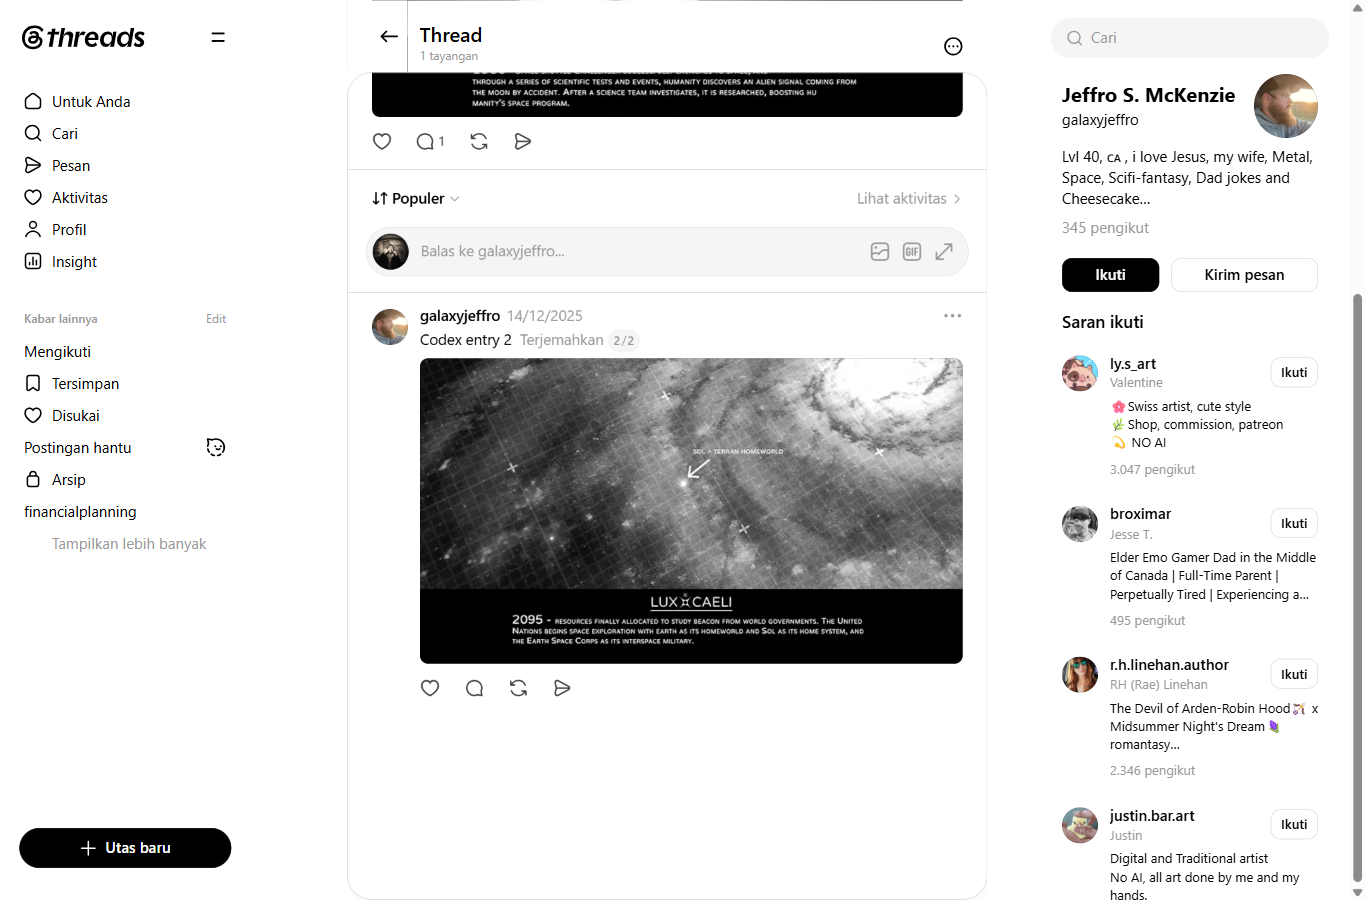 threads
Untuk Anda
Cari
Pesan
Aktivitas
Profil
Insight
Kabar lainnya
Edit
Mengikuti
Tersimpan
Disukai
Postingan hantu
Arsip
financialplanning
Tampilkan lebih banyak
Utas baru
Thread
1 tayangan
THROUGH A SERIES OF SCIENTIFIC TESTS AND EVENTS, HUMANITY DISCOVERS AN ALIEN SIGNAL COMING FROM
THE MOON BY ACCIDENT. AFTER A SCIENCE TEAM INVESTIGATES, IT IS RESEARCHED, BOOSTING HU
MANITY'S SPACE PROGRAM.
1
Populer
Lihat aktivitas
Balas ke galaxyjeffro...
GIF
galaxyjeffro 14/12/2025
Codex entry 2 Terjemahkan 2/2
SOL - TERRAN HOMEWORLD
LUX CAELI
2095 - RESOURCES FINALLY ALLOCATED TO STUDY BEACON FROM WORLD GOVERNMENTS. THE UNITED
NATIONS BEGINS SPACE EXPLORATION WITH EARTH AS ITS HOMEWORLD AND SOL AS ITS HOME SYSTEM, AND
THE EARTH SPACE CORPS AS ITS INTERSPACE MILITARY.
Cari
Jeffro S. McKenzie
galaxyjeffro
Lvl 40, ᴄᴀ , i love Jesus, my wife, Metal,
Space, Scifi-fantasy, Dad jokes and
Cheesecake...
345 pengikut
Ikuti
Kirim pesan
Saran ikuti
ly.s_art
Valentine
Ikuti
🌸Swiss artist, cute style
🌿Shop, commission, patreon
💫 NO AI
3.047 pengikut
broximar
Jesse T.
Ikuti
Elder Emo Gamer Dad in the Middle
of Canada | Full-Time Parent |
Perpetually Tired | Experiencing a...
495 pengikut
r.h.linehan.author
RH (Rae) Linehan
Ikuti
The Devil of Arden-Robin Hood🏹 x
Midsummer Night's Dream
romantasy...
2.346 pengikut
justin.bar.art
Justin
Ikuti
Digital and Traditional artist
No AI, all art done by me and my
hands.